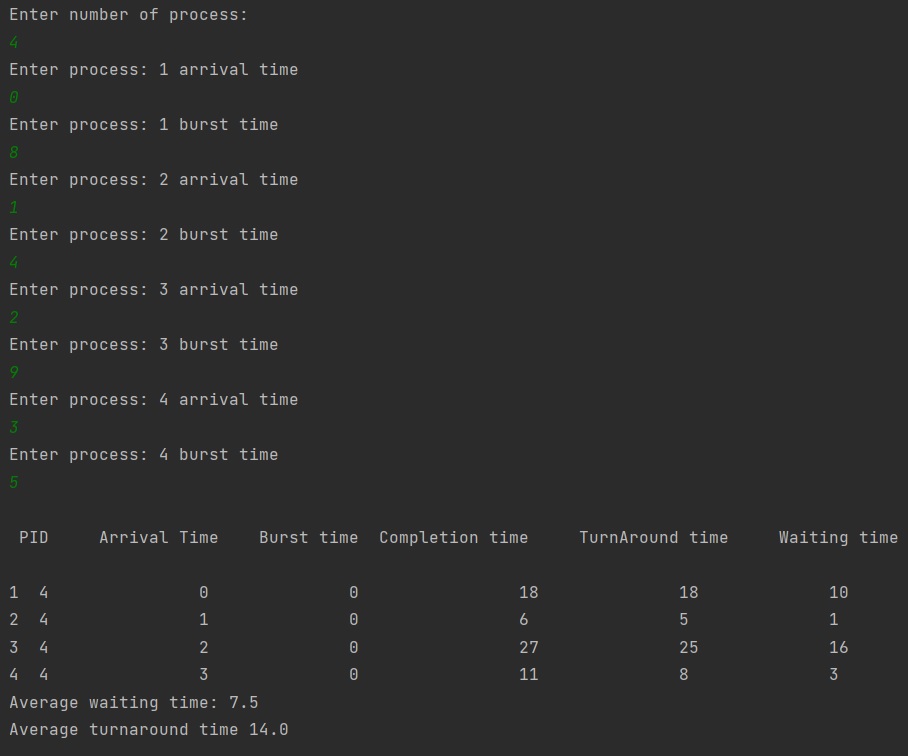 Enter number of process:
4
Enter process: 1 arrival time
0
Enter process: 1 burst time
8
Enter process: 2 arrival time
1
Enter process: 2 burst time
4
Enter process: 3 arrival time
2
Enter process: 3 burst time
9
Enter process: 4 arrival time
3
Enter process: 4 burst time
5
PID Arrival Time Burst time Completion time TurnAround time Waiting time
1 4 0 0 18 18 10
2 4 1 0 6 5 1
3 4 2 0 27 25 16
4 4 3 0 11 8 3
Average waiting time: 7.5
Average turnaround time 14.0